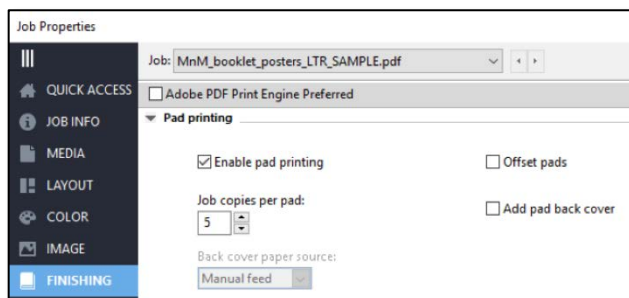 Job Properties
Job: MnM_booklet_posters_LTR_SAMPLE.pdf
QUICK ACCESS
Adobe PDF Print Engine Preferred
JOB INFO
Pad printing
MEDIA
Enable pad printing
Offset pads
LAYOUT
Job copies per pad:
Add pad back cover
COLOR
5
IMAGE
Back cover paper source:
FINISHING
Manual feed